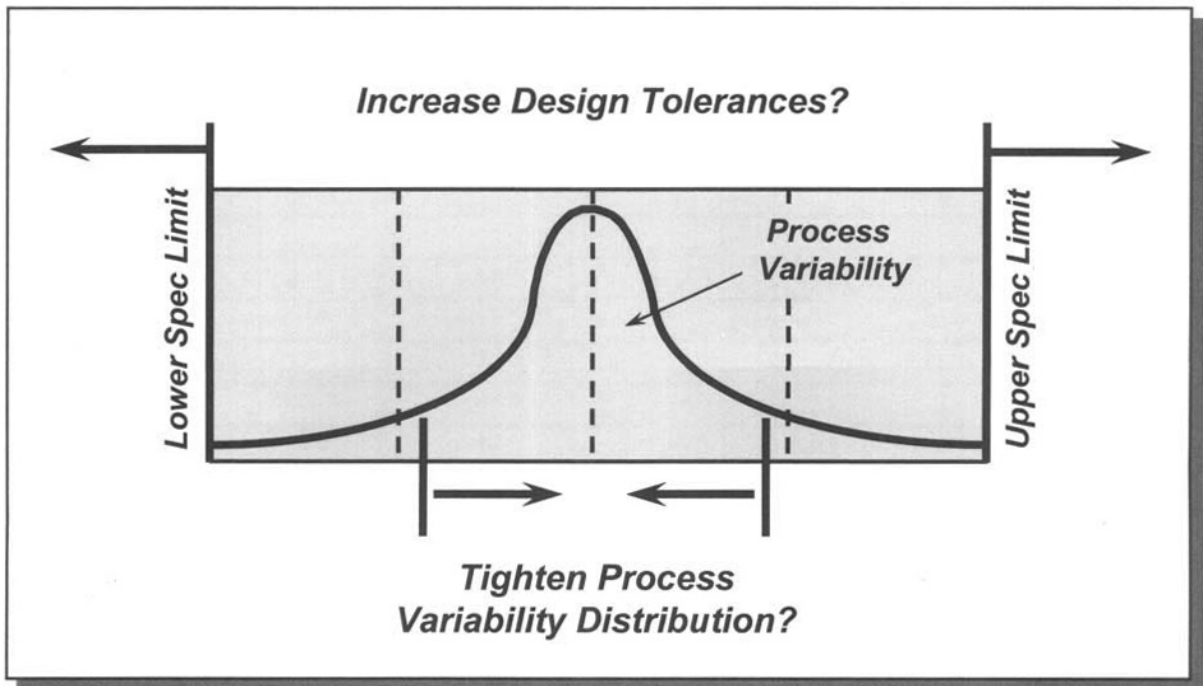 Increase Design Tolerances?
Lower Spec Limit
Process
Variability
Upper Spec Limit
Tighten Process
Variability Distribution?